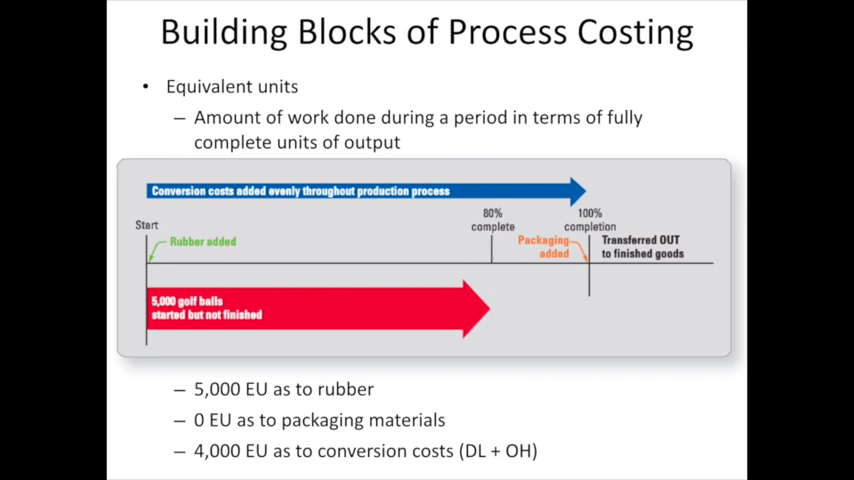 Building Blocks of Process Costing
• Equivalent units
– Amount of work done during a period in terms of fully
complete units of output
Conversion costs added evenly throughout production process
Start
80%
complete
100%
completion
Rubber added
Packaging
added
Transferred OUT
to finished goods
5,000 golf balls
started but not finished
– 5,000 EU as to rubber
– 0 EU as to packaging materials
– 4,000 EU as to conversion costs (DL + OH)